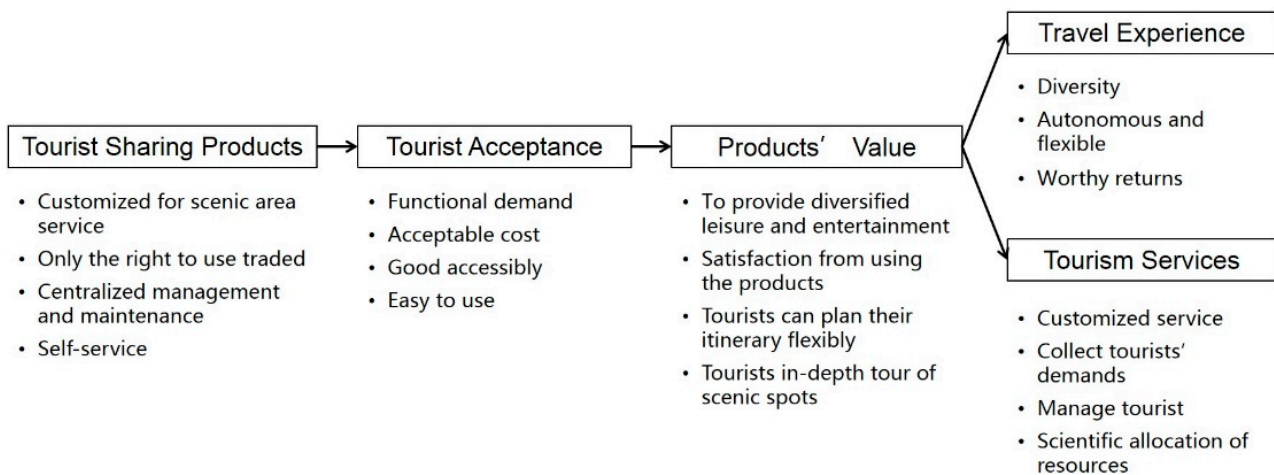 Tourist Sharing Products
• Customized for scenic area
service
• Only the right to use traded
• Centralized management
and maintenance
• Self-service
Tourist Acceptance
• Functional demand
• Acceptable cost
• Good accessibly
• Easy to use
Products' Value
• To provide diversified
leisure and entertainment
• Satisfaction from using
the products
• Tourists can plan their
itinerary flexibly
• Tourists in-depth tour of
scenic spots
Travel Experience
• Diversity
• Autonomous and
flexible
• Worthy returns
Tourism Services
• Customized service
• Collect tourists'
demands
• Manage tourist
• Scientific allocation of
resources